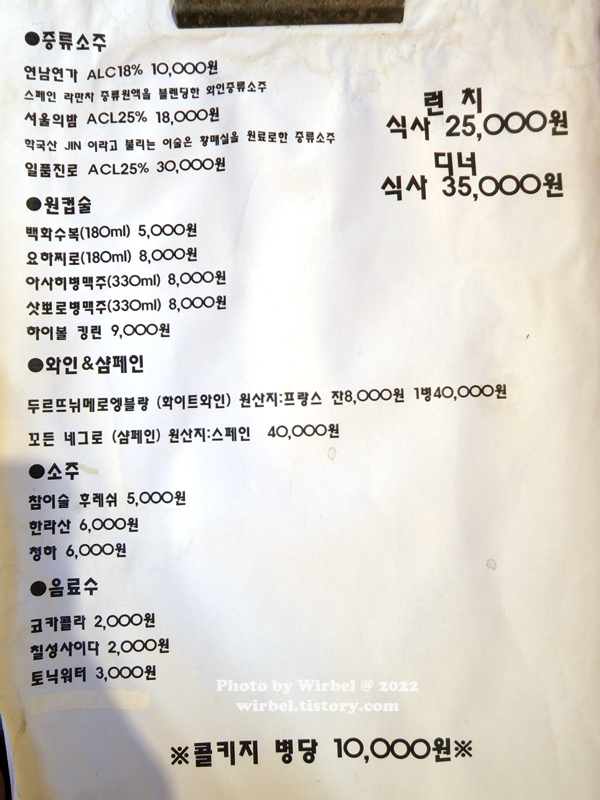 ●증류소주
연남연가 ALC18% 10,000원
스페인 라만차 증류원액을 블렌딩한 와인증류소주
서울의밤 ACL25% 18,000원
학국산 JIN 이라고 불리는 이술은 황매실을 원료로한 증류소주
일품진로 ACL25% 30,000원
런 치
식사 25,000원
디너
식사 35,000원
●원컵술
백화수복(180ml) 5,000원
요하찌로(180ml) 8,000원
아사히병맥주(330ml) 8,000원
삿뽀로병맥주(330ml) 8,000원
하이볼 킹린 9,000원
●와인&샴페인
두르뜨뉘메로엥블랑 (화이트와인) 원산지:프랑스 잔8,000원 1병40,000원
꼬든 네그로 (샴페인) 원산지:스페인 40,000원
●소주
참이슬 후레쉬 5,000원
한라산 6,000원
청하 6,000원
●음료수
코카콜라 2,000원
칠성사이다 2,000원
토닉워터 3,000원
Photo by Wirbel @ 2022
wirbel.tistory.com
※콜키지 병당 10,000원※